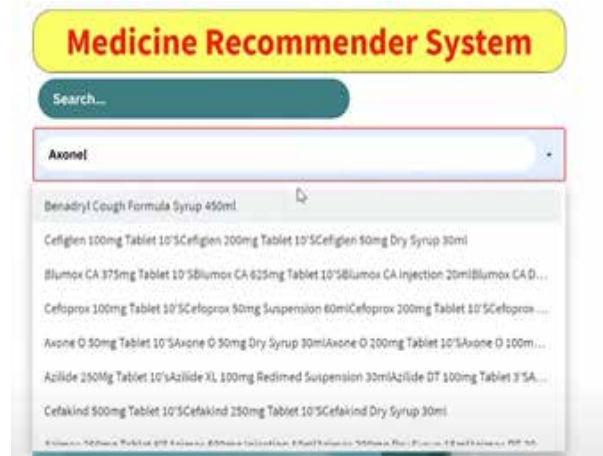 Medicine Recommender System
Search...
Axonel
Benadryl Cough Formula Syrup 450ml
Cefiglen 100mg Tablet 10'SCefiglen 200mg Tablet 10'SCefiglen 50mg Dry Syrup 30ml
Blumox CA 375mg Tablet 10'SBlumox CA 625mg Tablet 10'SBlumox CA Injection 20mlBlumox CA D...
Cefoprox 100mg Tablet 10'SCefoprox 50mg Suspension 60mlCefoprox 200mg Tablet 10'SCefoprox ...
Axone O 50mg Tablet 10'SAxone O 50mg Dry Syrup 30mlAxone O 200mg Tablet 10'SAxone O 100m...
Azilide 250Mg Tablet 10'sAzilide XL 100mg Redimed Suspension 30mlAzilide DT 100mg Tablet 3'SA...
Cefakind 500mg Tablet 10'SCefakind 250mg Tablet 10'SCefakind Dry Syrup 30ml